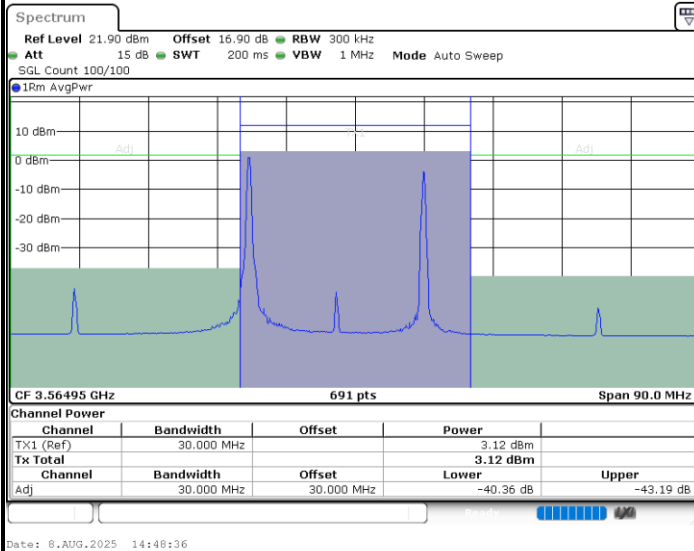 Spectrum
Ref Level 21.90 dBm Offset 16.90 dB RBW 300 kHz
Att 15 dB SWT 200 ms VBW 1 MHz Mode Auto Sweep
SGL Count 100/100
1Rm AvgPwr
10 dBm
Adj Adj
0 dBm
-10 dBm
-20 dBm
-30 dBm
CF 3.56495 GHz 691 pts Span 90.0 MHz
Channel Power
Channel Bandwidth Offset Power
TX1 (Ref) 30.000 MHz 3.12 dBm
Tx Total 3.12 dBm
Channel Bandwidth Offset Lower Upper
Adj 30.000 MHz 30.000 MHz -40.36 dB -43.19 dB
Ready
Date: 8.AUG.2025 14:48:36